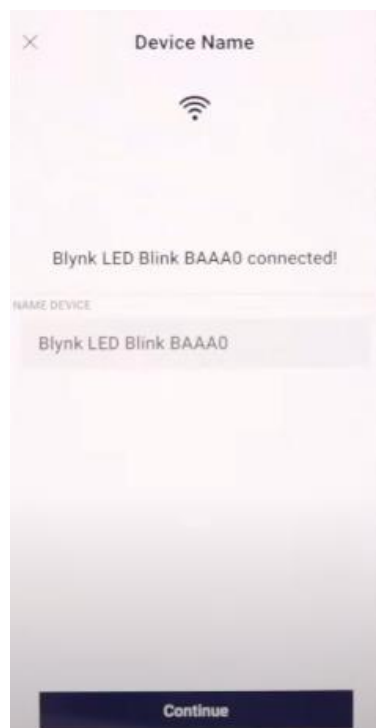 Device Name
Blynk LED Blink BAAA0 connected!
NAME DEVICE
Blynk LED Blink BAAA0
Continue